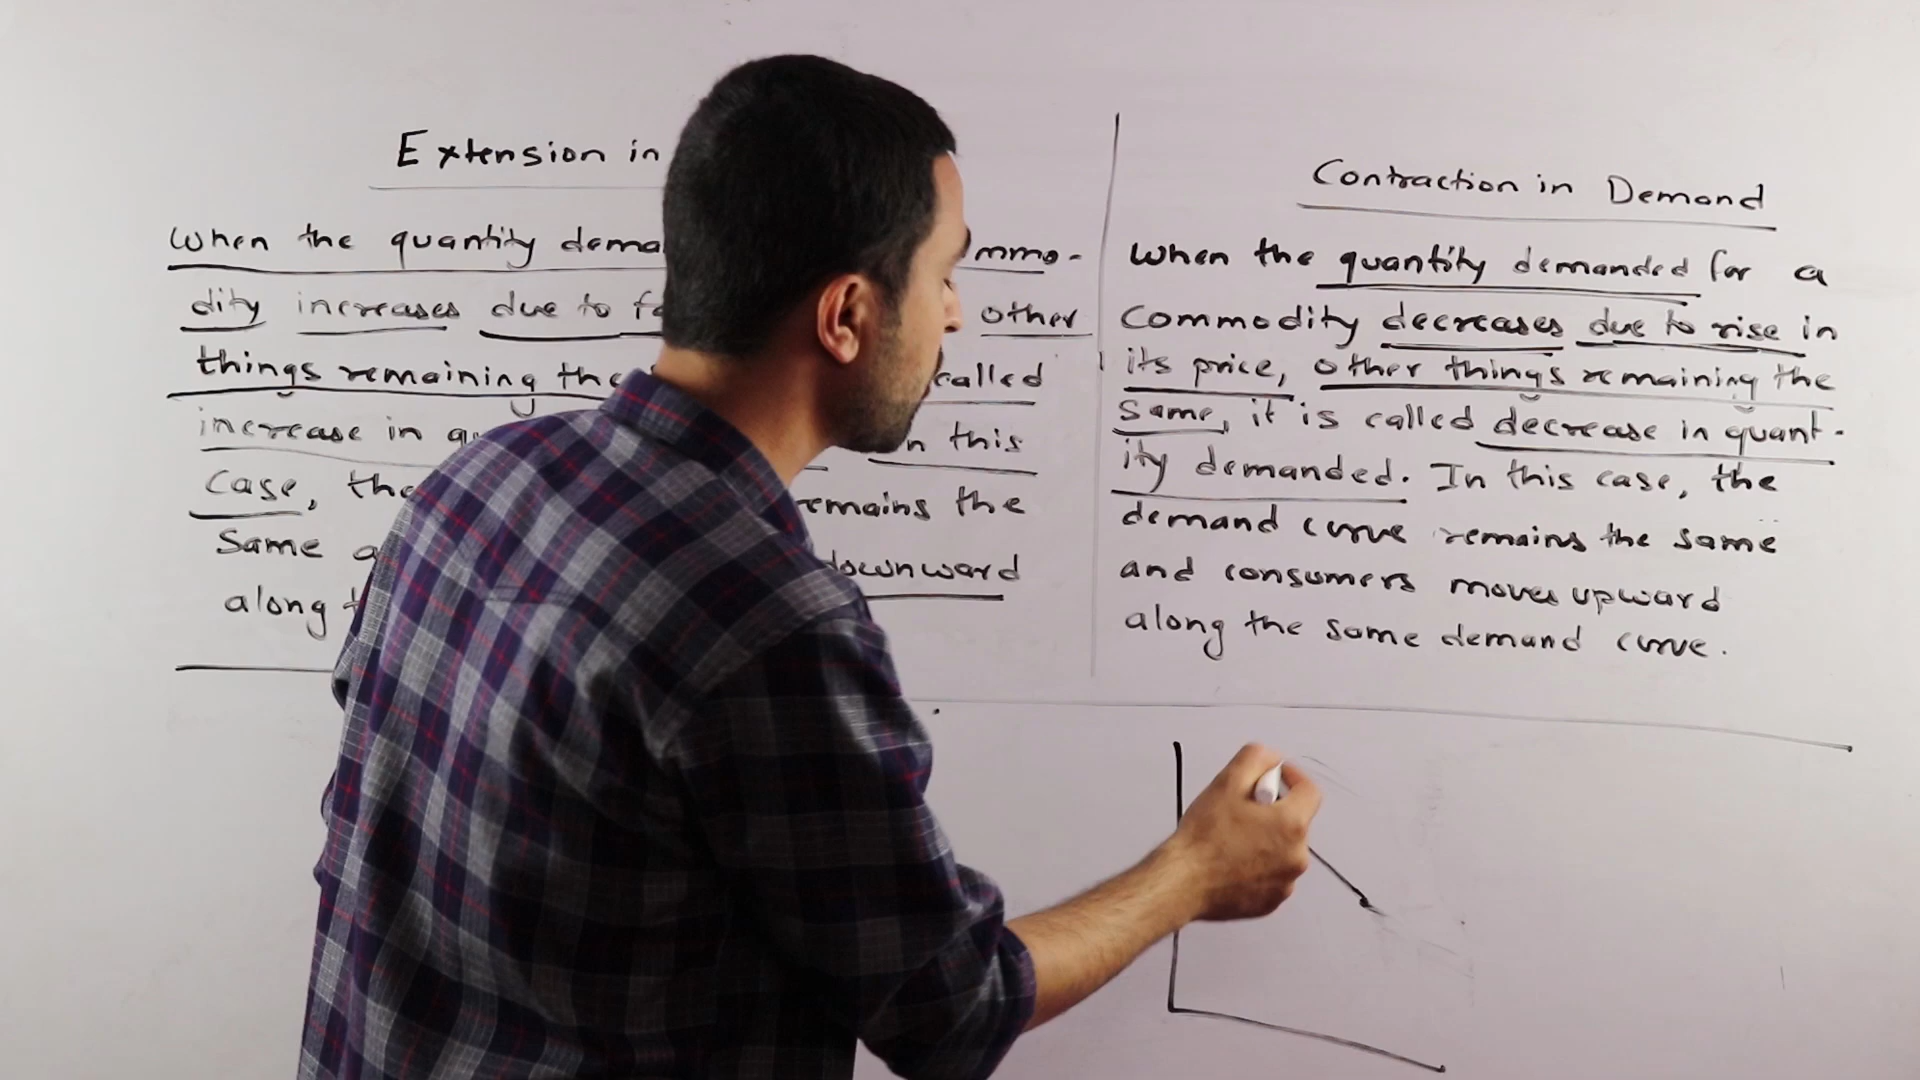 Extension in
When the quantity mmo-
dity increases due to other
things remaining the called
increase in n this
case, the emains the
Same downward
along
Contraction in Demand
When the quantity demanded for a
Commodity decreases due to rise in
its price, other things remaining the
Same, it is called decrease in quant-
ity demanded. In this case, the
demand curve remains the same
and consumers moves upward
along the same demand curve.